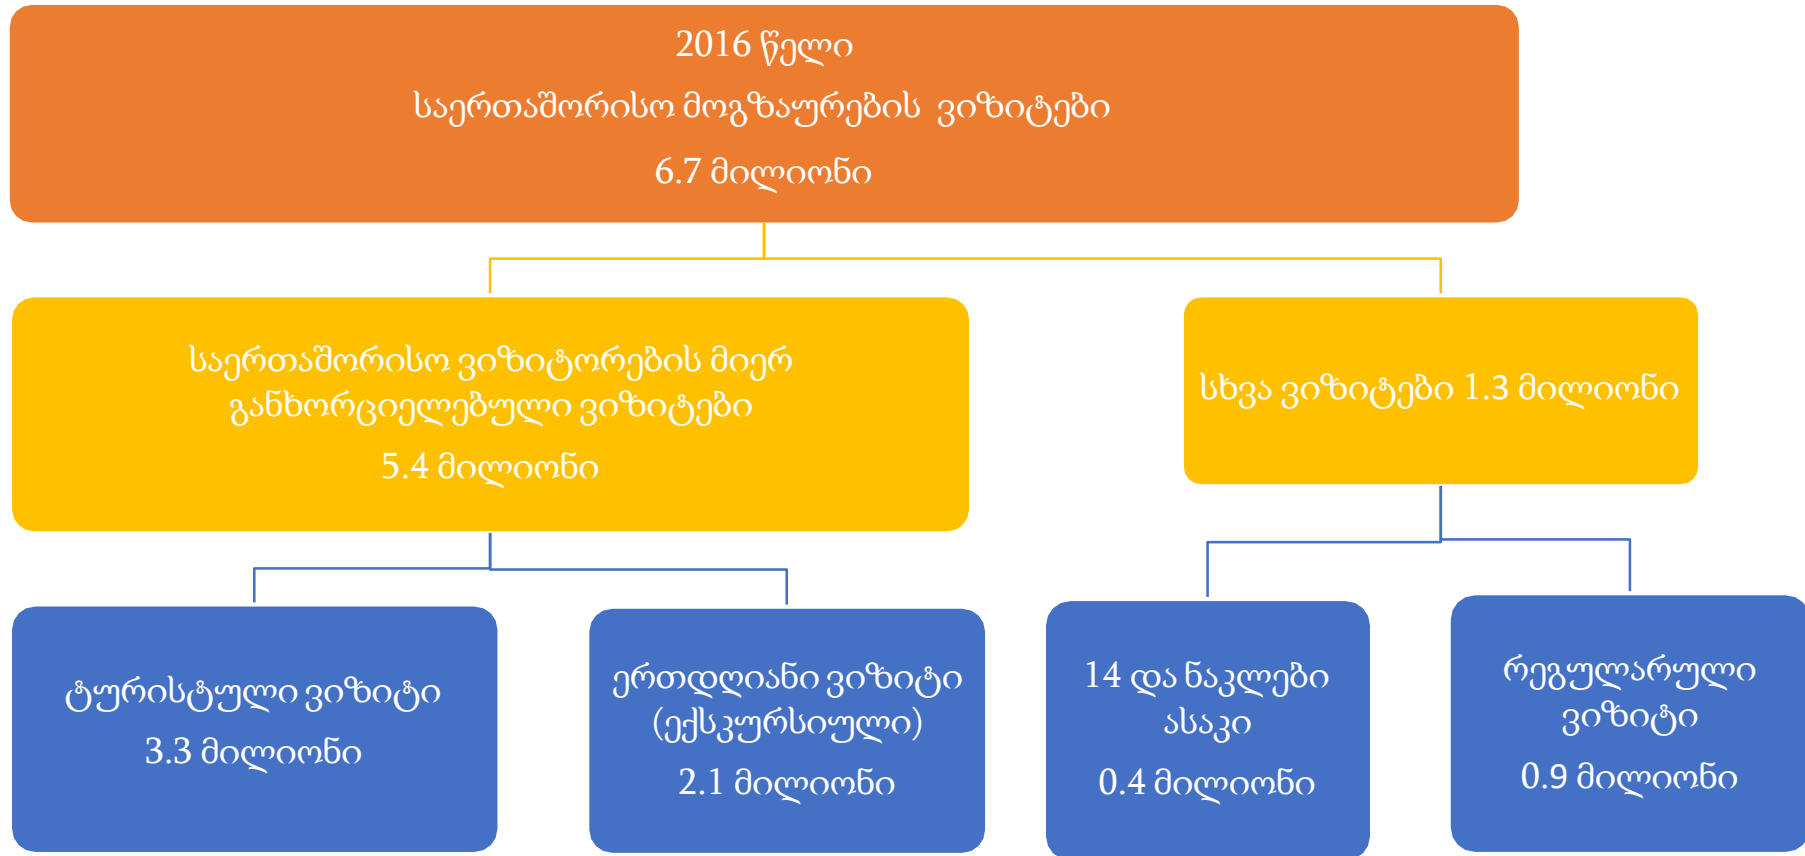 2016 წელი
საერთაშორისო მოგზაურების ვიზიტები
6.7 მილიონი
საერთაშორისო ვიზიტორების მიერ
განხორციელებული ვიზიტები
5.4 მილიონი
სხვა ვიზიტები 1.3 მილიონი
ტურისტული ვიზიტი
3.3 მილიონი
ერთდღიანი ვიზიტი
(ექსკურსიული)
2.1 მილიონი
14 და ნაკლები
ასაკი
0.4 მილიონი
რეგულარული
ვიზიტი
0.9 მილიონი